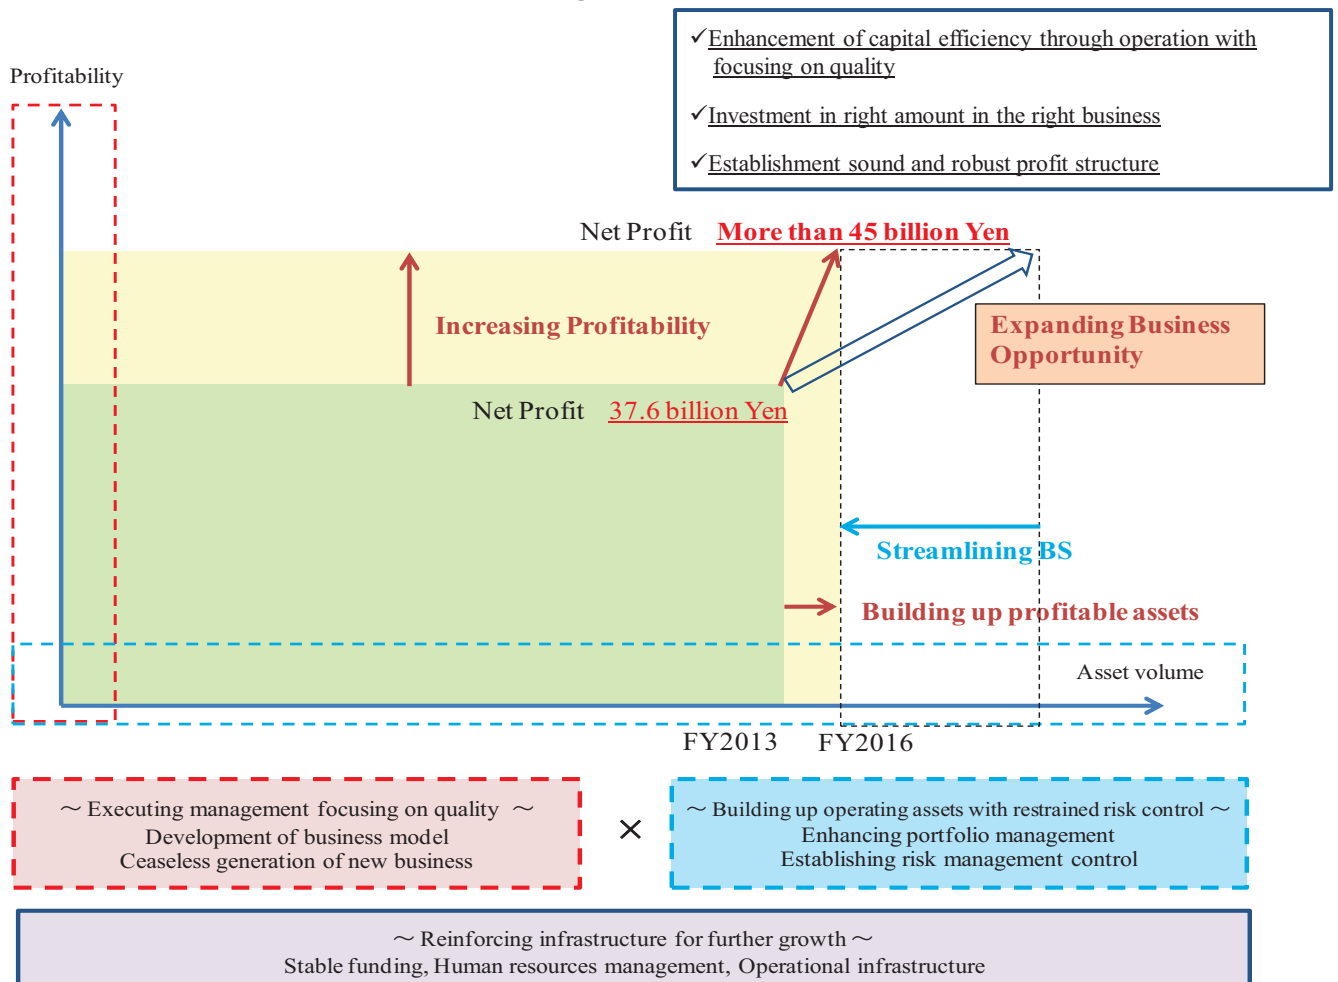 ✓Enhancement of capital efficiency through operation with
focusing on quality
✓Investment in right amount in the right business
✓Establishment sound and robust profit structure
Profitability
Net Profit More than 45 billion Yen
Increasing Profitability
Expanding Business
Opportunity
Net Profit 37.6 billion Yen
Streamlining BS
Building up profitable assets
Asset volume
FY2013 FY2016
～ Executing management focusing on quality ～
Development of business model
Ceaseless generation of new business
×
～ Building up operating assets with restrained risk control ～
Enhancing portfolio management
Establishing risk management control
～ Reinforcing infrastructure for further growth ～
Stable funding, Human resources management, Operational infrastructure